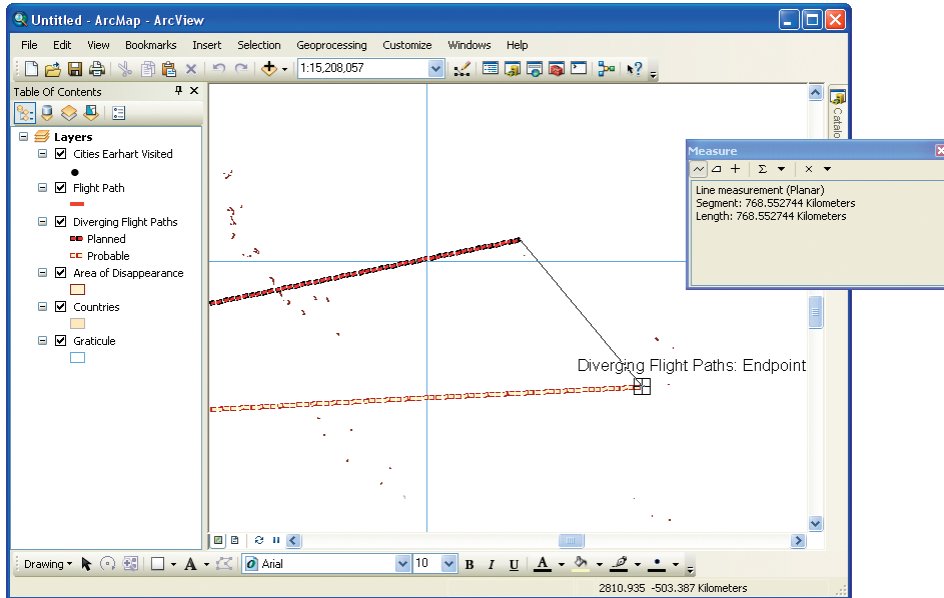 Untitled - ArcMap - ArcView
File Edit View Bookmarks Insert Selection Geoprocessing Customize Windows Help
1:15,208,057
Table Of Contents
Layers
Cities Earhart Visited
Flight Path
Diverging Flight Paths
Planned
Probable
Area of Disappearance
Countries
Graticule
Diverging Flight Paths: Endpoint
Catalo
Measure
Line measurement (Planar)
Segment: 768.552744 Kilometers
Length: 768.552744 Kilometers
Drawing A Arial 10 B I U A
2810.935 -503.387 Kilometers